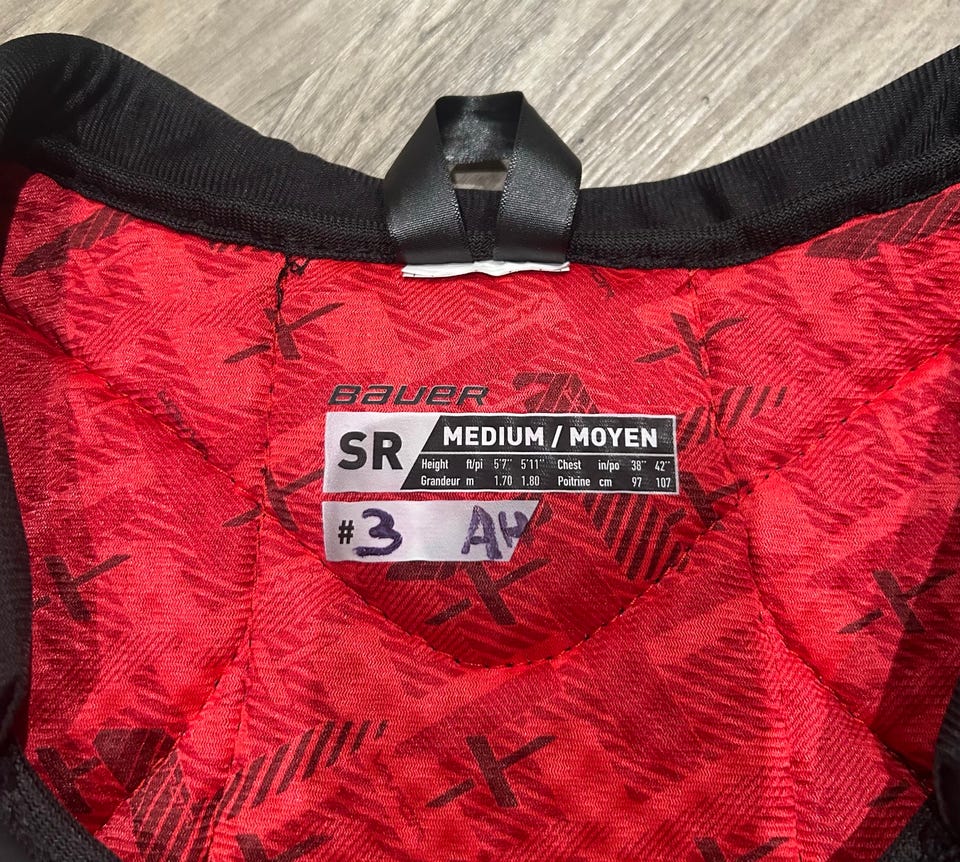 BAUER
SR MEDIUM / MOYEN
Height ft/pi 5'7" 5'11" Chest in/po 38" 42"
Grandeur m 1.70 1.80 Poitrine cm 97 107
#3 AH